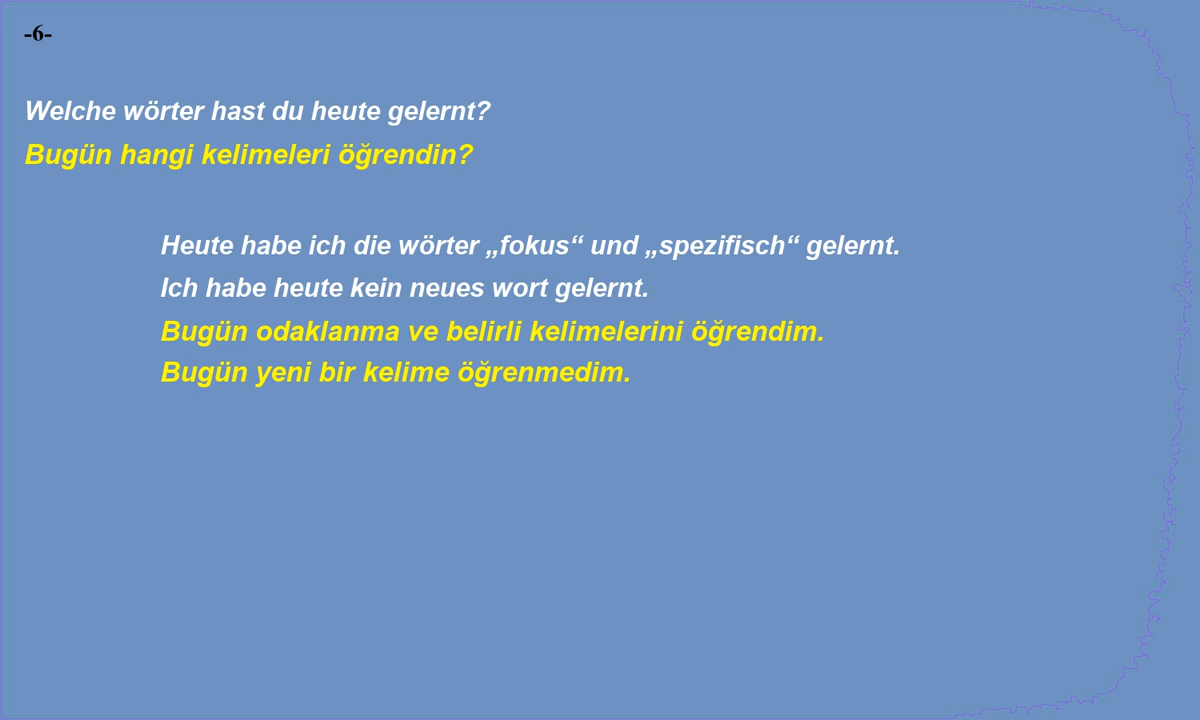 -6-
Welche wörter hast du heute gelernt?
Bugün hangi kelimeleri öğrendin?
Heute habe ich die wörter „fokus“ und „spezifisch“ gelernt.
Ich habe heute kein neues wort gelernt.
Bugün odaklanma ve belirli kelimelerini öğrendim.
Bugün yeni bir kelime öğrenmedim.